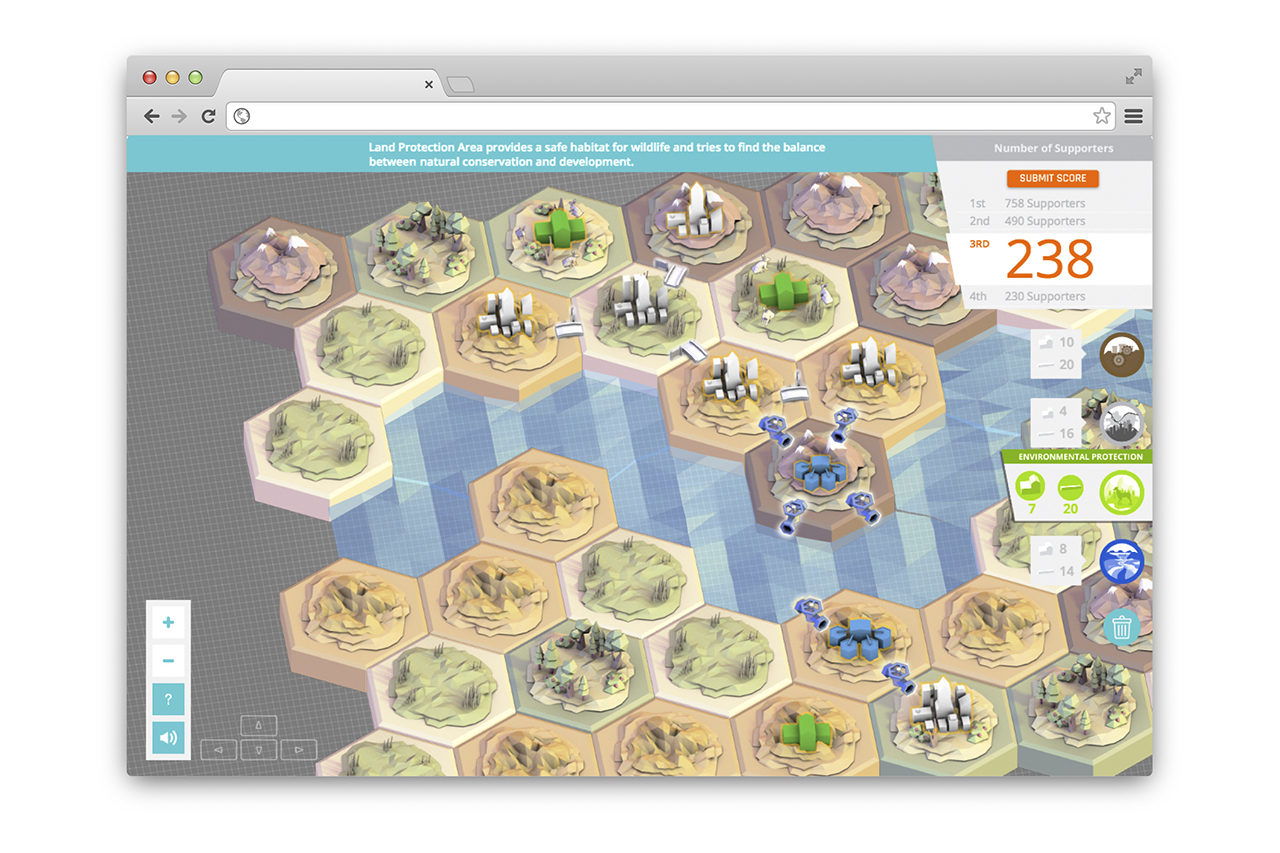 Land Protection Area provides a safe habitat for wildlife and tries to find the balance
between natural conservation and development.
Number of Supporters
SUBMIT SCORE
1st 758 Supporters
2nd 490 Supporters
3RD 238
4th 230 Supporters
10
20
4
16
ENVIRONMENTAL PROTECTION
7 20
8
14
+
−
?